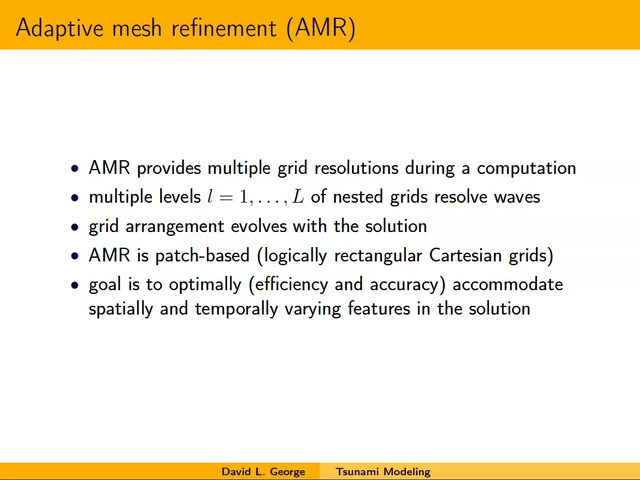 Adaptive mesh refinement (AMR)
• AMR provides multiple grid resolutions during a computation
• multiple levels l = 1, . . . , L of nested grids resolve waves
• grid arrangement evolves with the solution
• AMR is patch-based (logically rectangular Cartesian grids)
• goal is to optimally (efficiency and accuracy) accommodate
spatially and temporally varying features in the solution
David L. George Tsunami Modeling